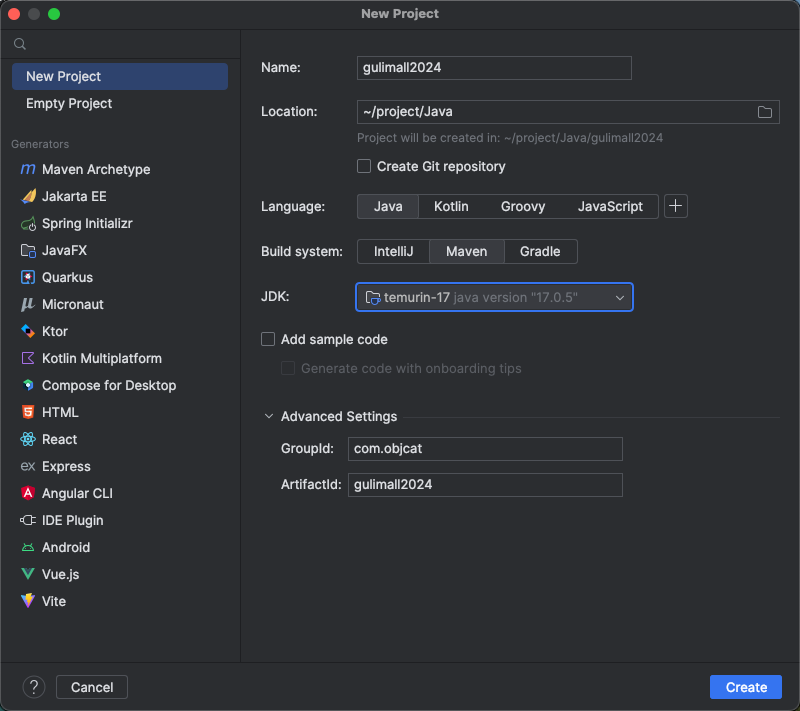 New Project
New Project
Empty Project
Generators
Maven Archetype
Jakarta EE
Spring Initializr
JavaFX
Quarkus
Micronaut
Ktor
Kotlin Multiplatform
Compose for Desktop
HTML
React
Express
Angular CLI
IDE Plugin
Android
Vue.js
Vite
Name:
gulimall2024
Location:
~/project/Java
Project will be created in: ~/project/Java/gulimall2024
Create Git repository
Language:
Java Kotlin Groovy JavaScript
Build system:
IntelliJ Maven Gradle
JDK:
temurin-17 java version "17.0.5"
Add sample code
Generate code with onboarding tips
Advanced Settings
GroupId:
com.objcat
ArtifactId:
gulimall2024
?
Cancel
Create